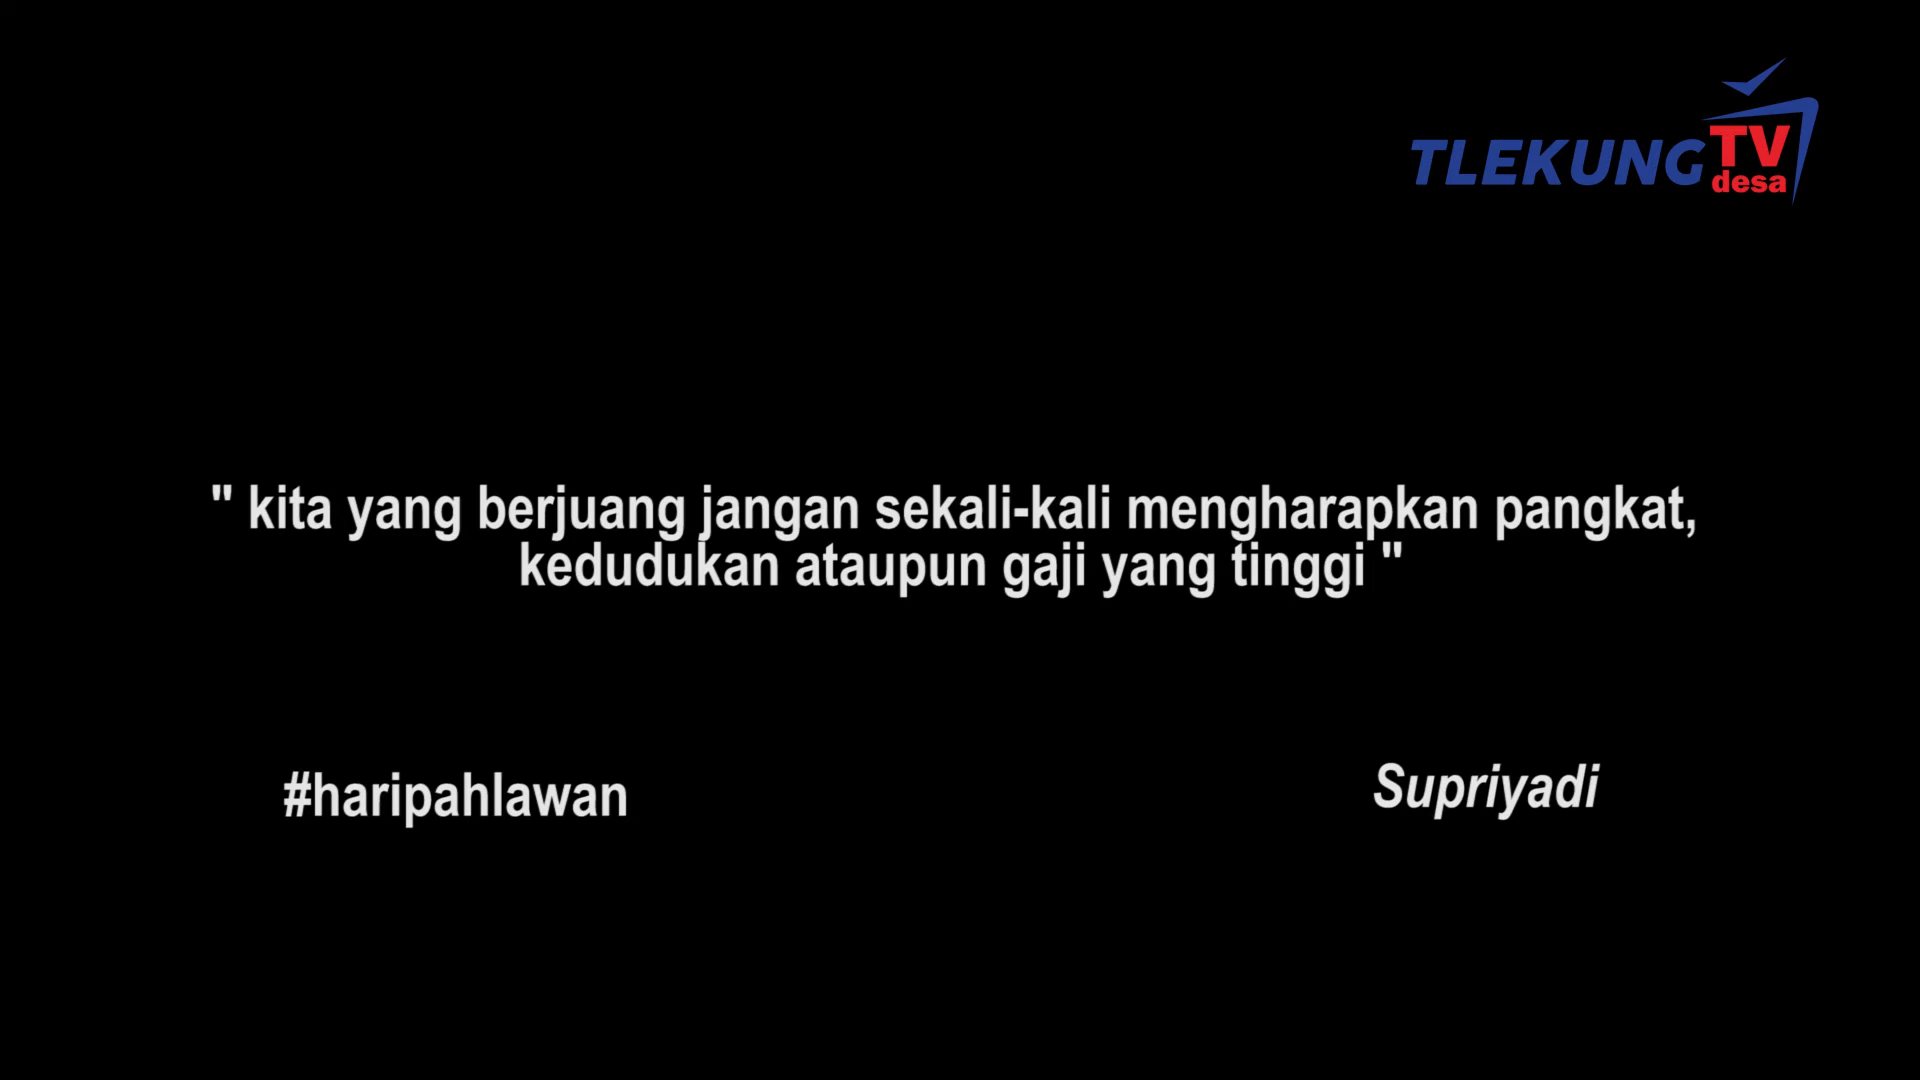 TLEKUNG TV
desa
" kita yang berjuang jangan sekali-kali mengharapkan pangkat,
kedudukan ataupun gaji yang tinggi "
#haripahlawan
Supriyadi